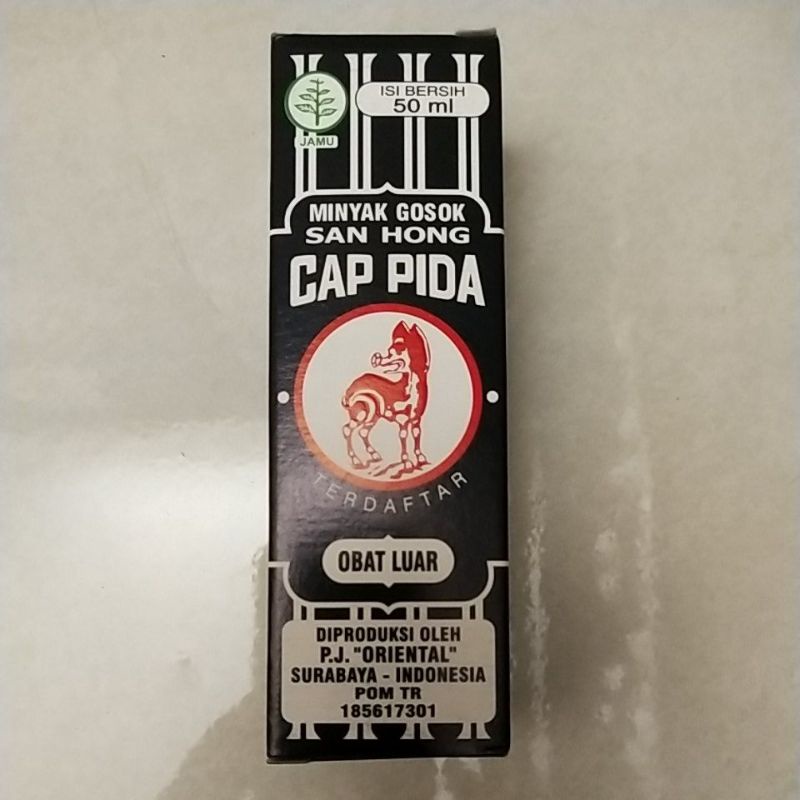 JAMU
ISI BERSIH
50 ml
MINYAK GOSOK
SAN HONG
CAP PIDA
TERDAFTAR
OBAT LUAR
DIPRODUKSI OLEH
P.J. "ORIENTAL"
SURABAYA - INDONESIA
POM TR
185617301